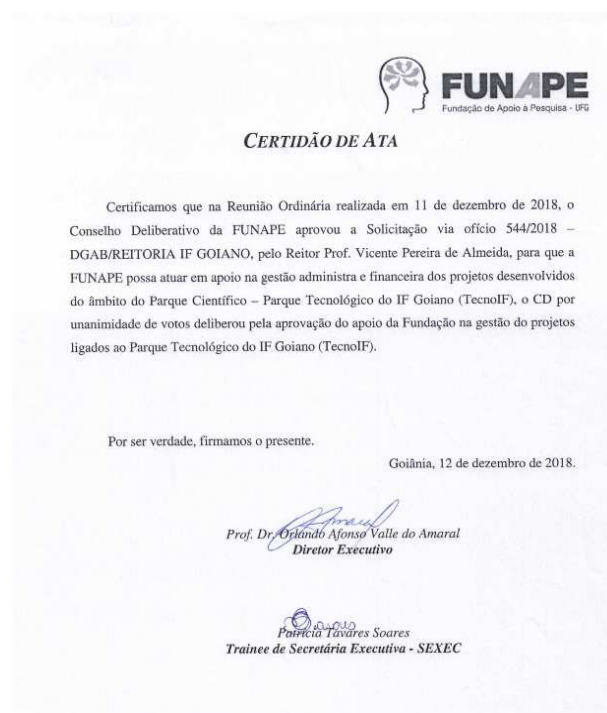 FUNAPE
Fundação de Apoio à Pesquisa - UFG
CERTIDÃO DE ATA
Certificamos que na Reunião Ordinária realizada em 11 de dezembro de 2018, o
Conselho Deliberativo da FUNAPE aprovou a Solicitação via ofício 544/2018 –
DGAB/REITORIA IF GOIANO, pelo Reitor Prof. Vicente Pereira de Almeida, para que a
FUNAPE possa atuar em apoio na gestão administra e financeira dos projetos desenvolvidos
do âmbito do Parque Científico – Parque Tecnológico do IF Goiano (TecnoIF), o CD por
unanimidade de votos deliberou pela aprovação do apoio da Fundação na gestão do projetos
ligados ao Parque Tecnológico do IF Goiano (TecnoIF).
Por ser verdade, firmamos o presente.
Goiânia, 12 de dezembro de 2018.
Prof. Dr. Orlando Afonso Valle do Amaral
Diretor Executivo
Patrícia Tavares Soares
Trainee de Secretária Executiva - SEXEC